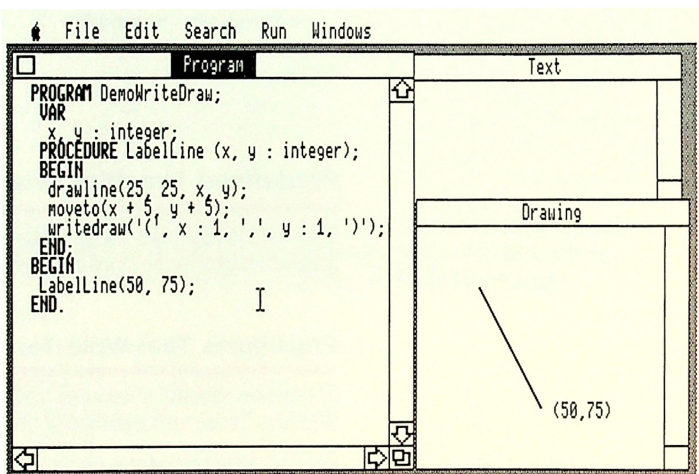 File Edit Search Run Windows
Program
PROGRAM DemoWriteDraw;
VAR
x, y : integer;
PROCEDURE LabelLine (x, y : integer);
BEGIN
drawline(25, 25, x, y);
moveto(x + 5, y + 5);
writedraw('(', x : 1, ',', y : 1, ')');
END;
BEGIN
LabelLine(50, 75);
END.
Text
Drawing
(50,75)